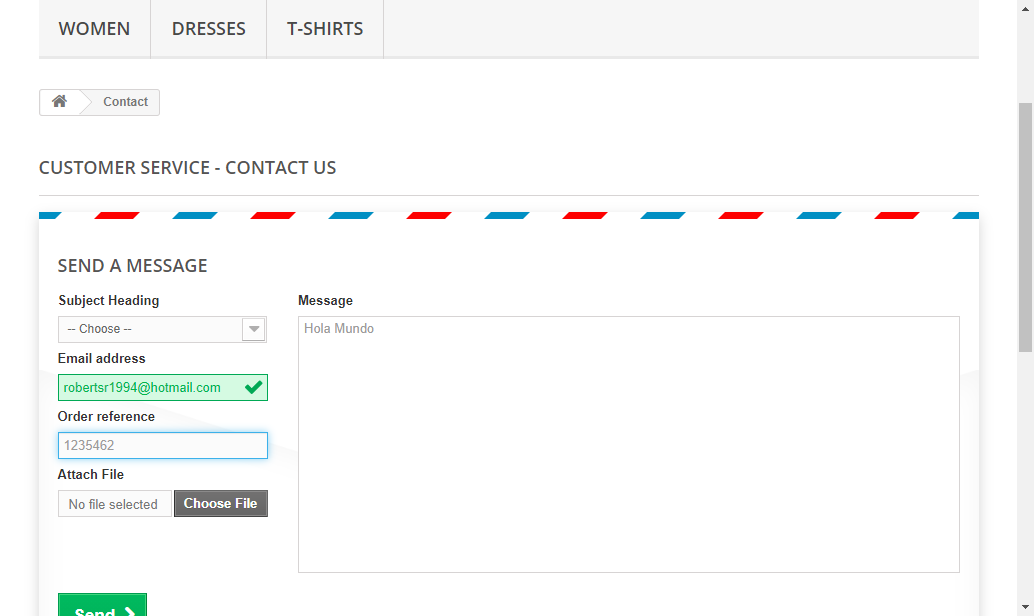 WOMEN DRESSES T-SHIRTS
Contact
CUSTOMER SERVICE - CONTACT US
SEND A MESSAGE
Subject Heading
-- Choose --
Email address
robertsr1994@hotmail.com
Order reference
1235462
Attach File
No file selected Choose File
Message
Hola Mundo
Send